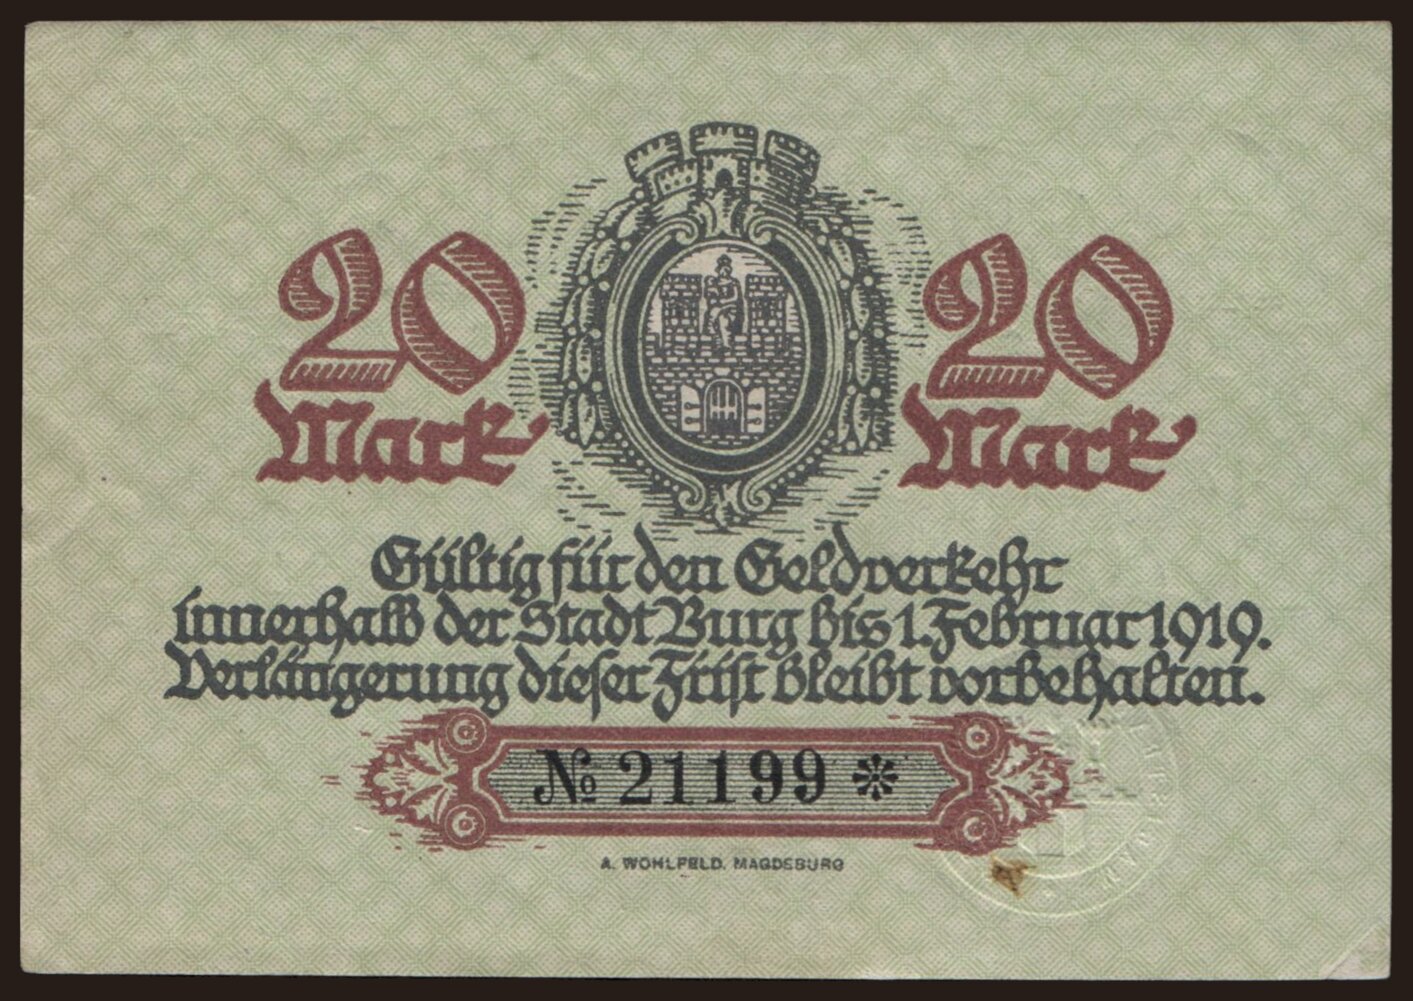 20 20
Mark Mark
Gültig für den Geldverkehr
innerhalb der Stadt Burg bis 1. Februar 1919.
Verlängerung dieser Frist bleibt vorbehalten.
№ 21199 *
A. WOHLFELD. MAGDEBURG